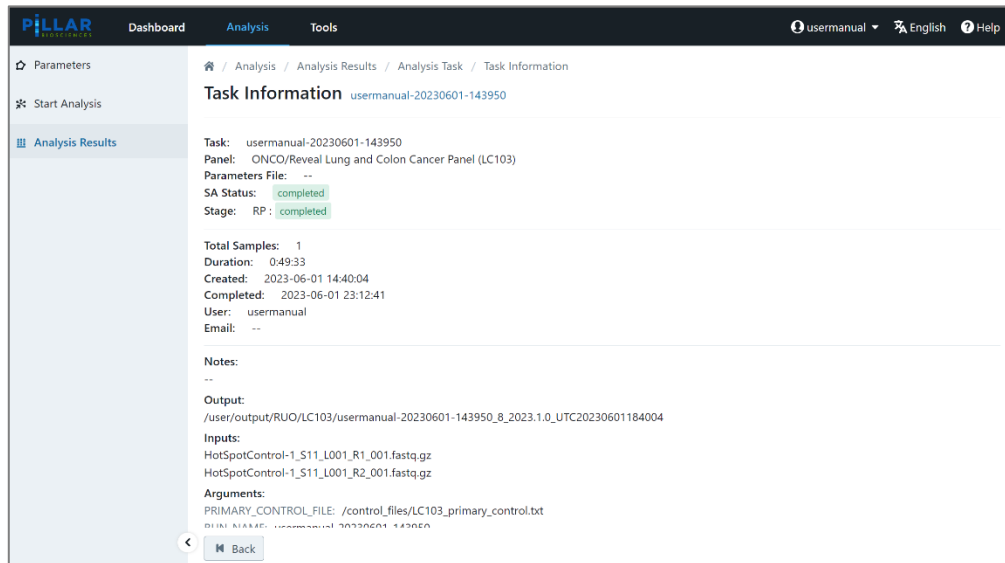 PiLLAR
BIOSCIENCES
Dashboard Analysis Tools usermanual English Help
Parameters
Start Analysis
Analysis Results
/ Analysis / Analysis Results / Analysis Task / Task Information
Task Information usermanual-20230601-143950
Task: usermanual-20230601-143950
Panel: ONCO/Reveal Lung and Colon Cancer Panel (LC103)
Parameters File: --
SA Status: completed
Stage: RP : completed
Total Samples: 1
Duration: 0:49:33
Created: 2023-06-01 14:40:04
Completed: 2023-06-01 23:12:41
User: usermanual
Email: --
Notes:
--
Output:
/user/output/RUO/LC103/usermanual-20230601-143950_8_2023.1.0_UTC20230601184004
Inputs:
HotSpotControl-1_S11_L001_R1_001.fastq.gz
HotSpotControl-1_S11_L001_R2_001.fastq.gz
Arguments:
PRIMARY_CONTROL_FILE: /control_files/LC103_primary_control.txt
RUN_NAME: usermanual-20230601-143950
Back